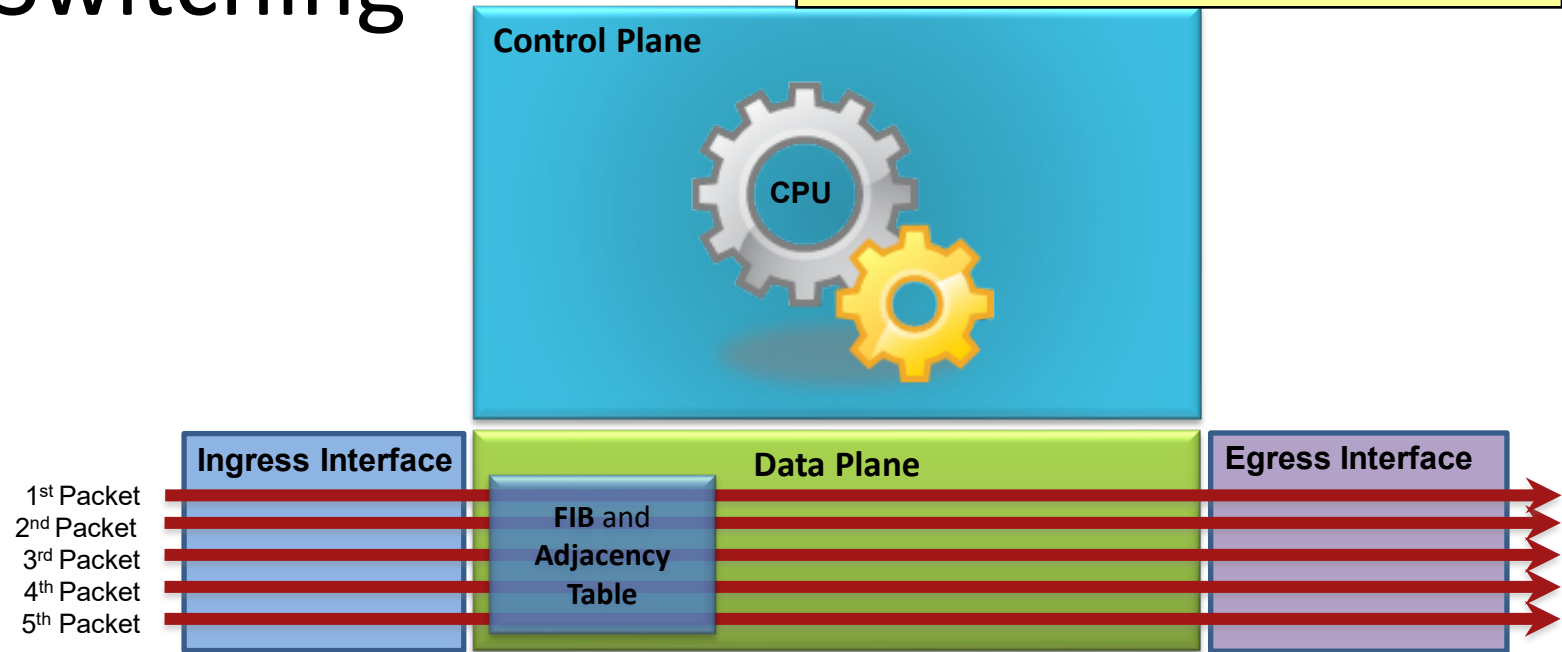 Switching
Control Plane
CPU
Ingress Interface
Data Plane
Egress Interface
1st Packet
2nd Packet
3rd Packet
4th Packet
5th Packet
FIB and
Adjacency
Table